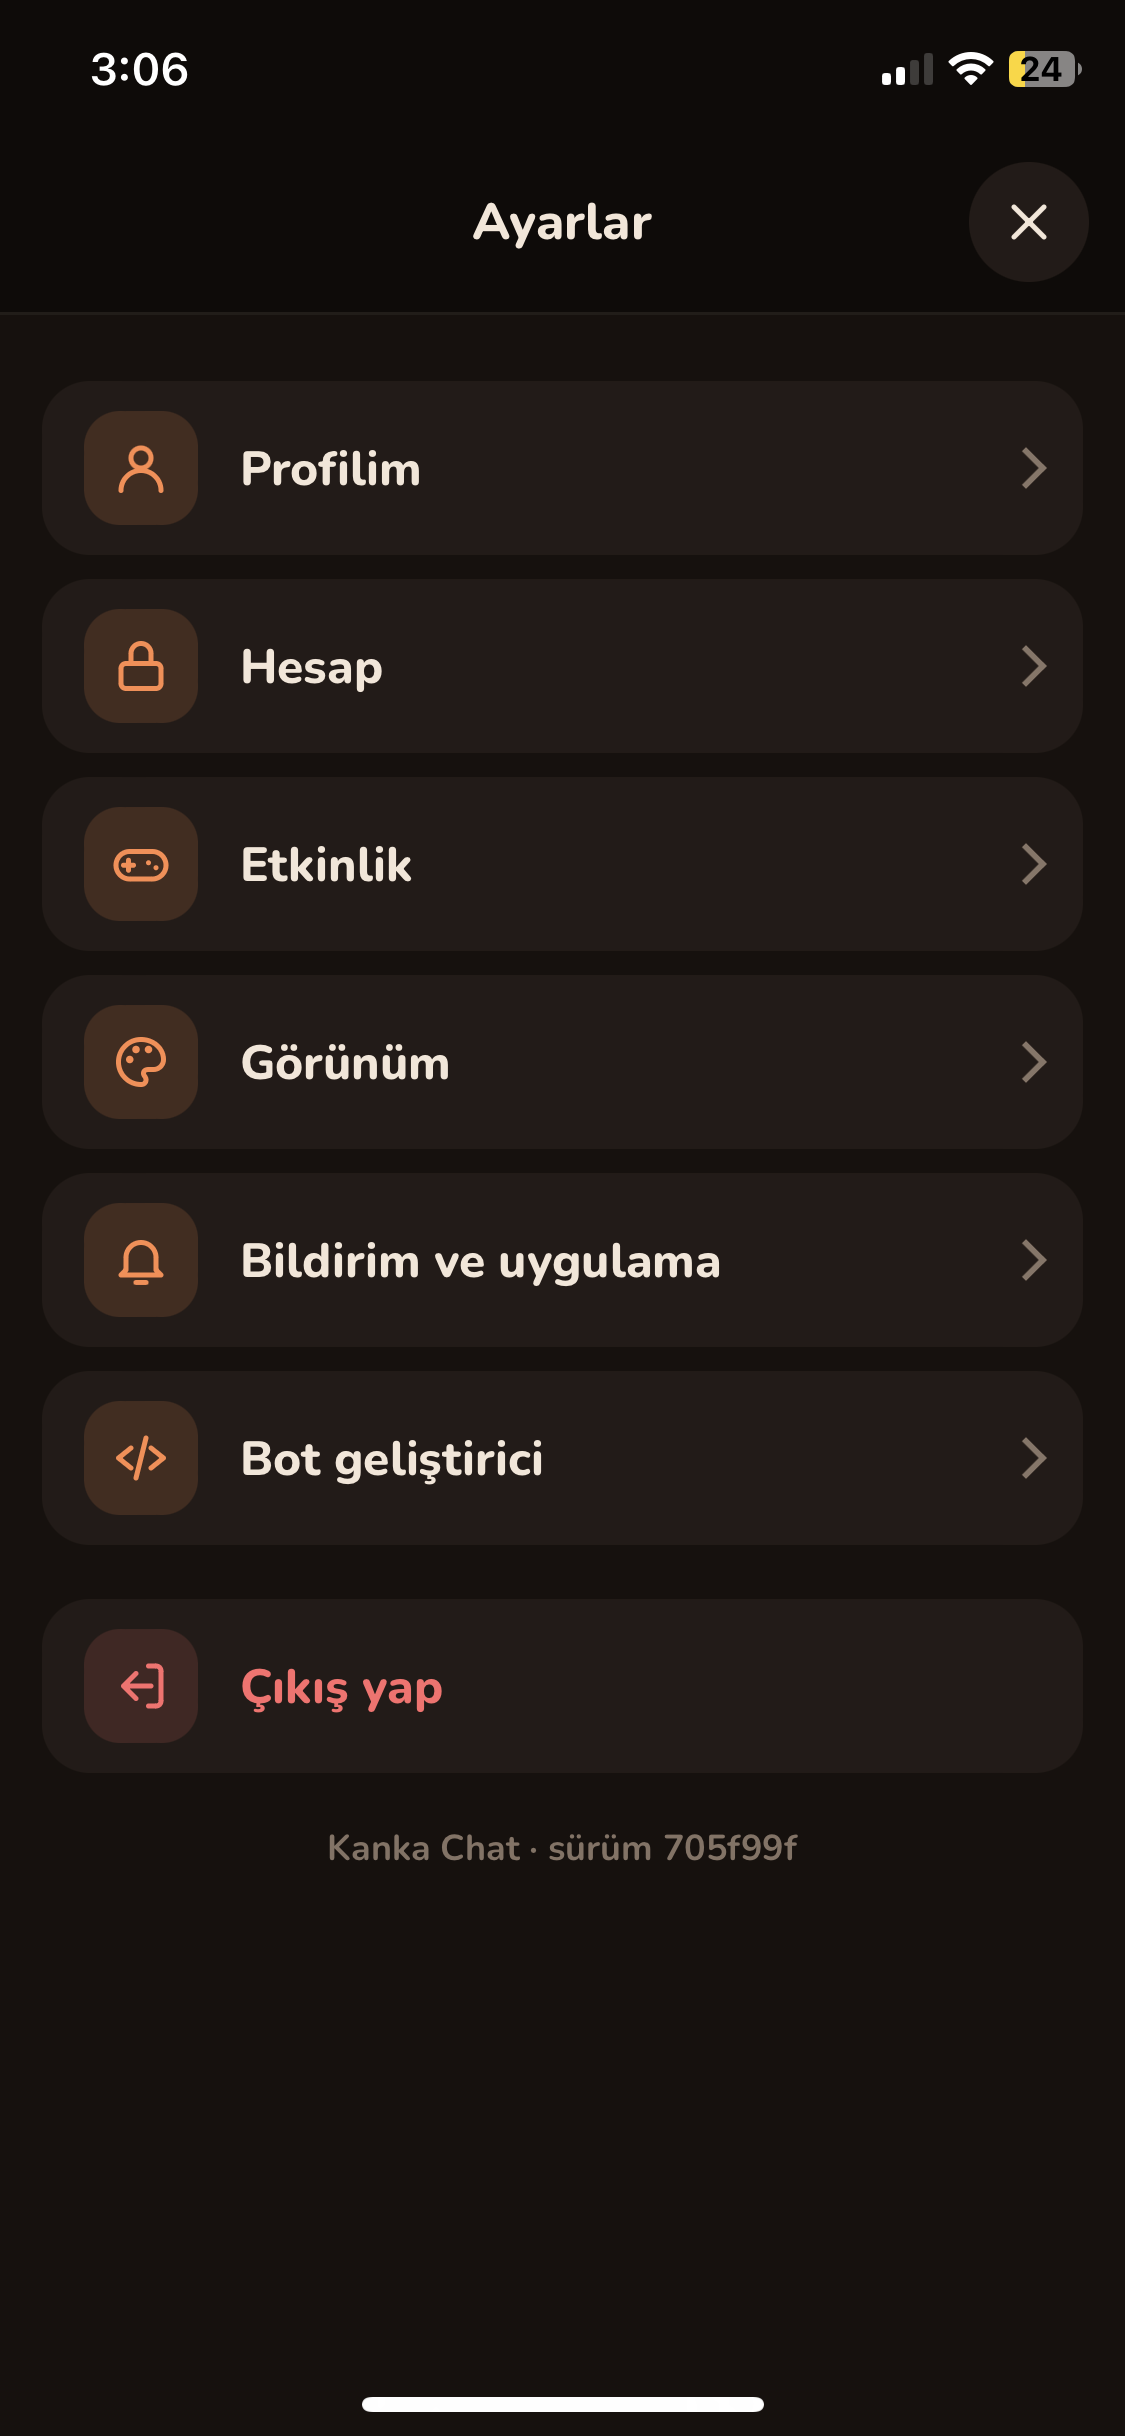 3:06
24
Ayarlar
Profilim
Hesap
Etkinlik
Görünüm
Bildirim ve uygulama
Bot geliştirici
Çıkış yap
Kanka Chat · sürüm 705f99f